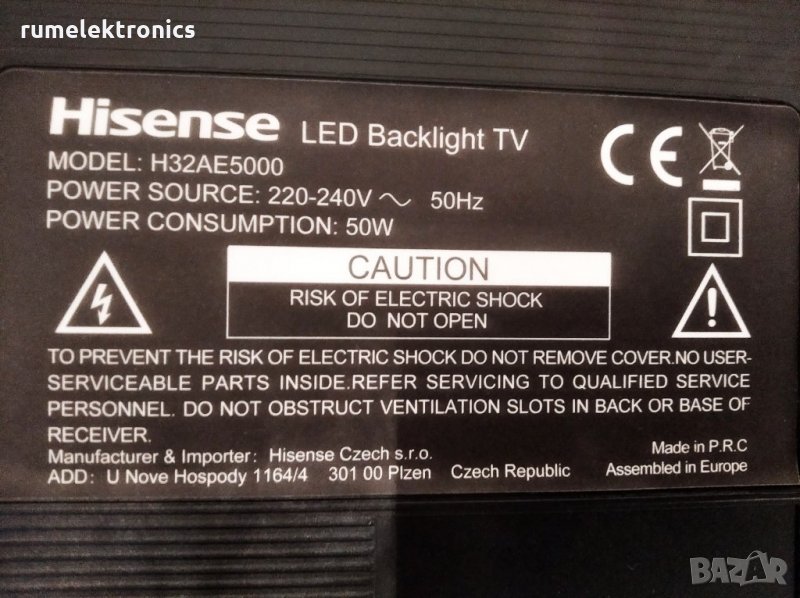 rumelektronics
Hisense LED Backlight TV
MODEL: H32AE5000
POWER SOURCE: 220-240V ~ 50Hz
POWER CONSUMPTION: 50W
CE
CAUTION
RISK OF ELECTRIC SHOCK
DO NOT OPEN
TO PREVENT THE RISK OF ELECTRIC SHOCK DO NOT REMOVE COVER.NO USER-
SERVICEABLE PARTS INSIDE.REFER SERVICING TO QUALIFIED SERVICE
PERSONNEL. DO NOT OBSTRUCT VENTILATION SLOTS IN BACK OR BASE OF
RECEIVER.
Manufacturer & Importer: Hisense Czech s.r.o.
ADD: U Nove Hospody 1164/4 301 00 Plzen Czech Republic
Made in P.R.C
Assembled in Europe
BAZAR